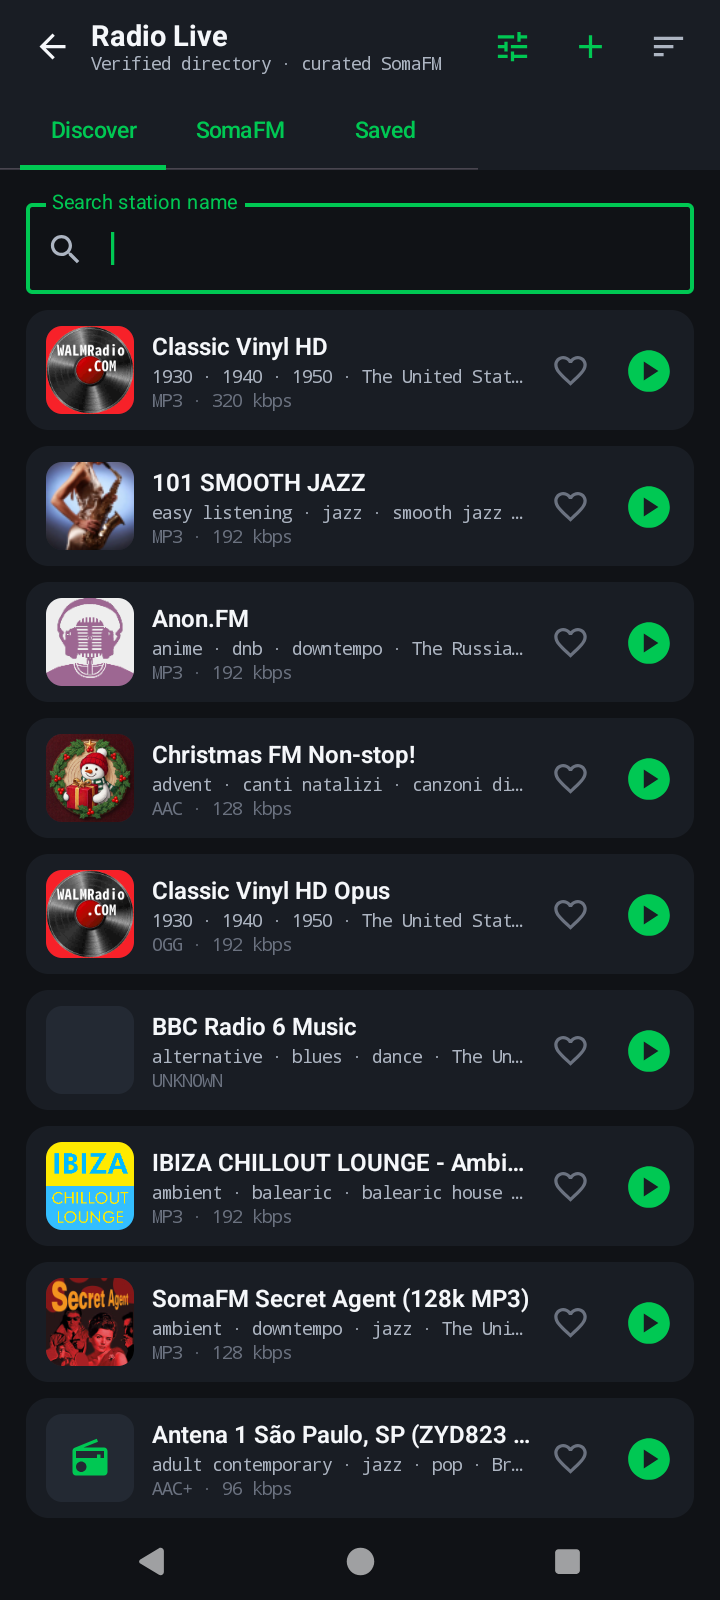 Radio Live
Verified directory · curated SomaFM
Discover
SomaFM
Saved
Search station name
WALMRadio
.COM
Classic Vinyl HD
1930 · 1940 · 1950 · The United Stat…
MP3 · 320 kbps
101 SMOOTH JAZZ
easy listening · jazz · smooth jazz …
MP3 · 192 kbps
Anon.FM
anime · dnb · downtempo · The Russia…
MP3 · 192 kbps
Christmas FM Non-stop!
advent · canti natalizi · canzoni di…
AAC · 128 kbps
WALMRadio
.COM
Classic Vinyl HD Opus
1930 · 1940 · 1950 · The United Stat…
OGG · 192 kbps
BBC Radio 6 Music
alternative · blues · dance · The Un…
UNKNOWN
IBIZA
CHILLOUT
LOUNGE
IBIZA CHILLOUT LOUNGE - Ambi…
ambient · balearic · balearic house …
MP3 · 192 kbps
Secret Agent
SomaFM Secret Agent (128k MP3)
ambient · downtempo · jazz · The Uni…
MP3 · 128 kbps
Antena 1 São Paulo, SP (ZYD823 …
adult contemporary · jazz · pop · Br…
AAC+ · 96 kbps